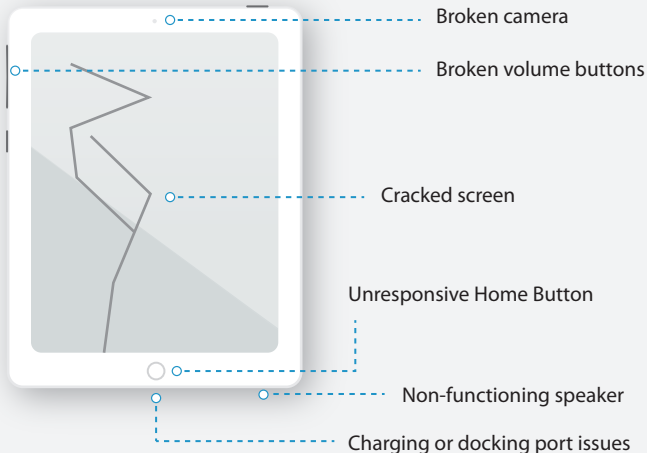 Broken camera
Broken volume buttons
Cracked screen
Unresponsive Home Button
Non-functioning speaker
Charging or docking port issues